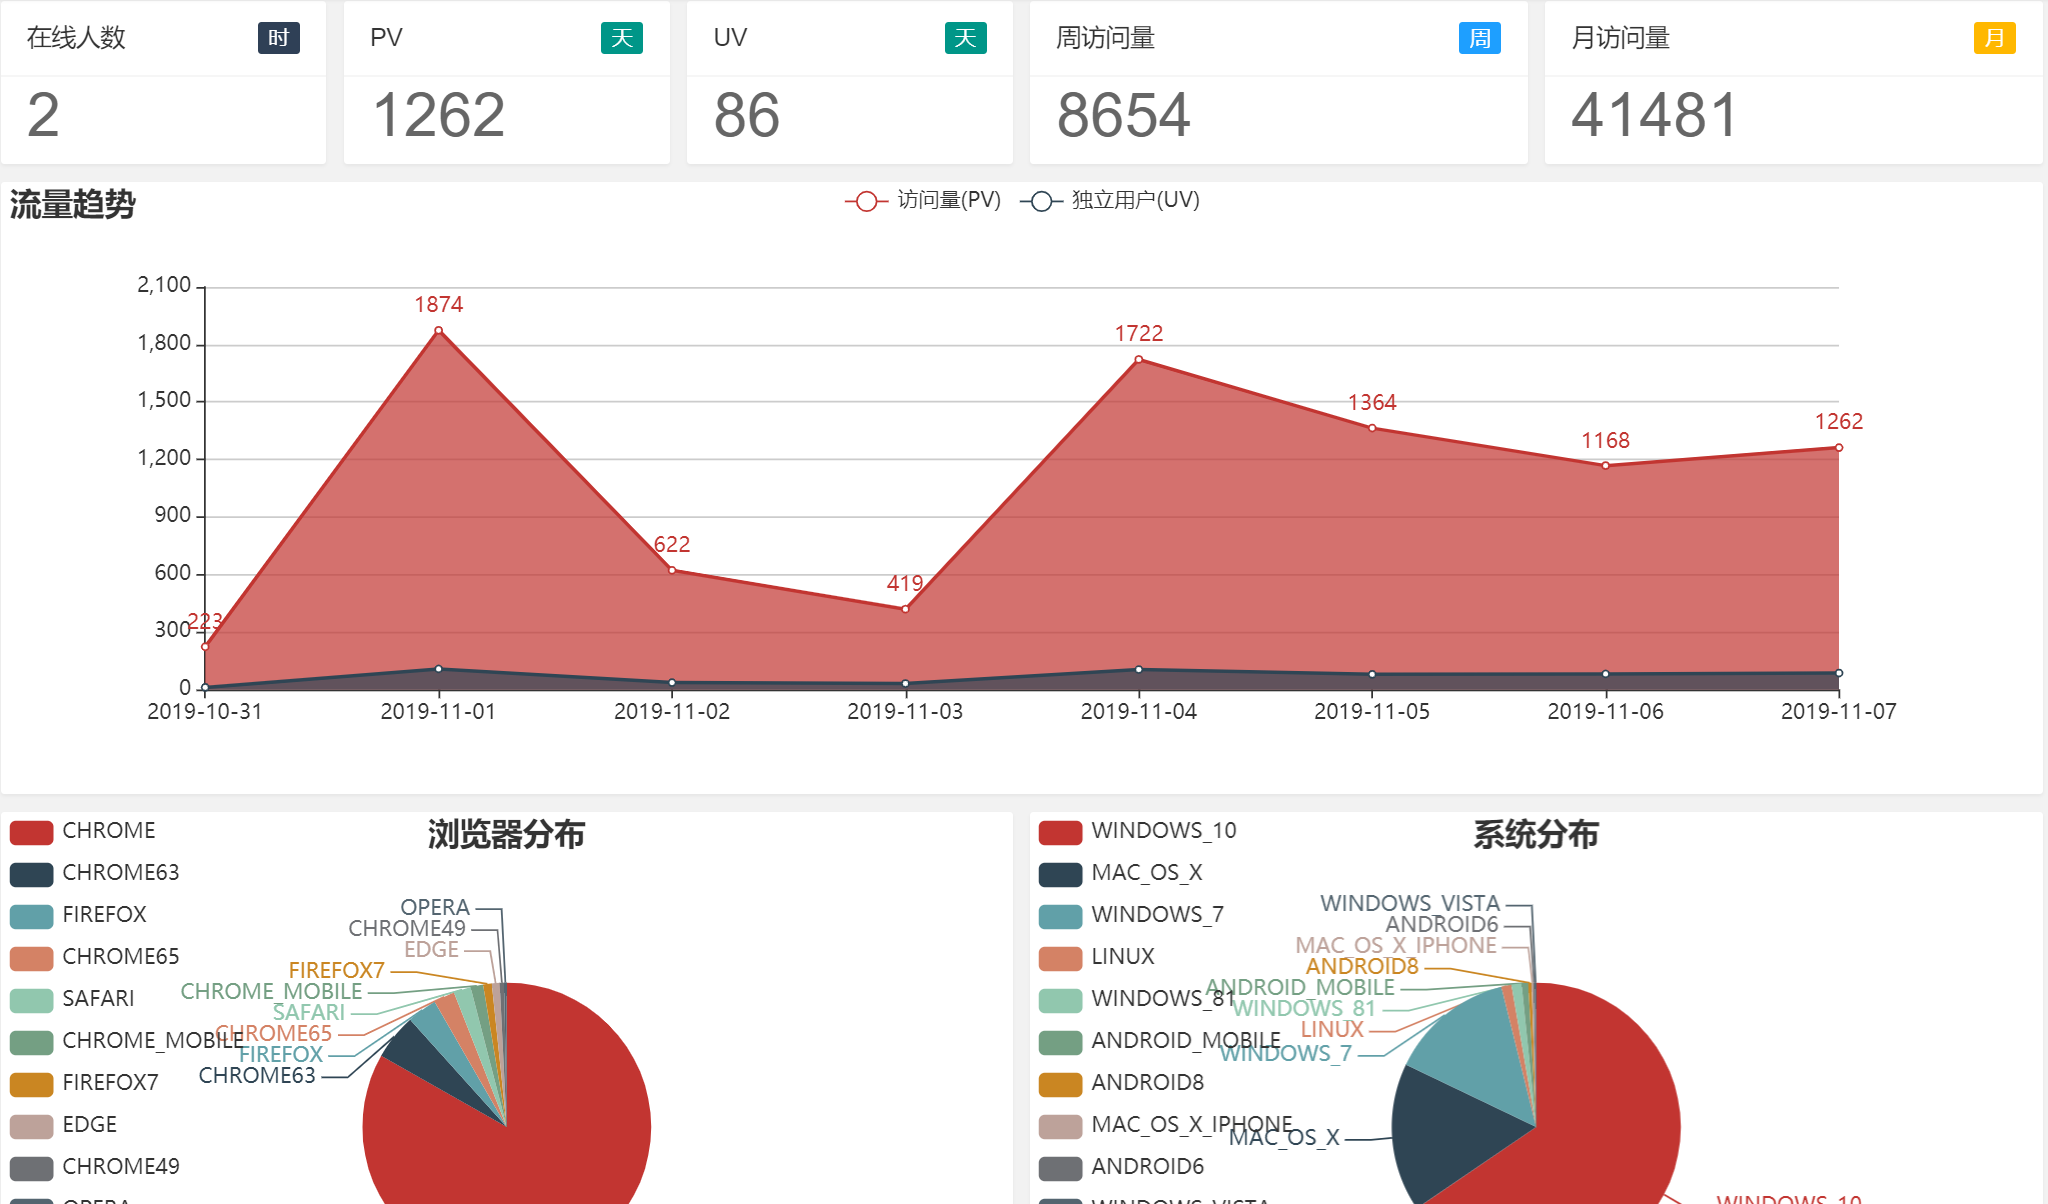 在线人数 时
2
PV 天
1262
UV 天
86
周访问量 周
8654
月访问量 月
41481
流量趋势
访问量(PV) 独立用户(UV)
2,100
1,800
1,500
1,200
900
600
300
0
223
1874
622
419
1722
1364
1168
1262
2019-10-31 2019-11-01 2019-11-02 2019-11-03 2019-11-04 2019-11-05 2019-11-06 2019-11-07
浏览器分布
CHROME
CHROME63
FIREFOX
CHROME65
SAFARI
CHROME_MOBILE
FIREFOX7
EDGE
CHROME49
OPERA
OPERA
CHROME49
EDGE
FIREFOX7
CHROME_MOBILE
SAFARI
CHROME65
FIREFOX
CHROME63
系统分布
WINDOWS_10
MAC_OS_X
WINDOWS_7
LINUX
WINDOWS_81
ANDROID_MOBILE
ANDROID8
MAC_OS_X_IPHONE
ANDROID6
WINDOWS_VISTA
WINDOWS_VISTA
ANDROID6
MAC_OS_X_IPHONE
ANDROID8
ANDROID_MOBILE
WINDOWS_81
LINUX
WINDOWS_7
MAC_OS_X
WINDOWS_10